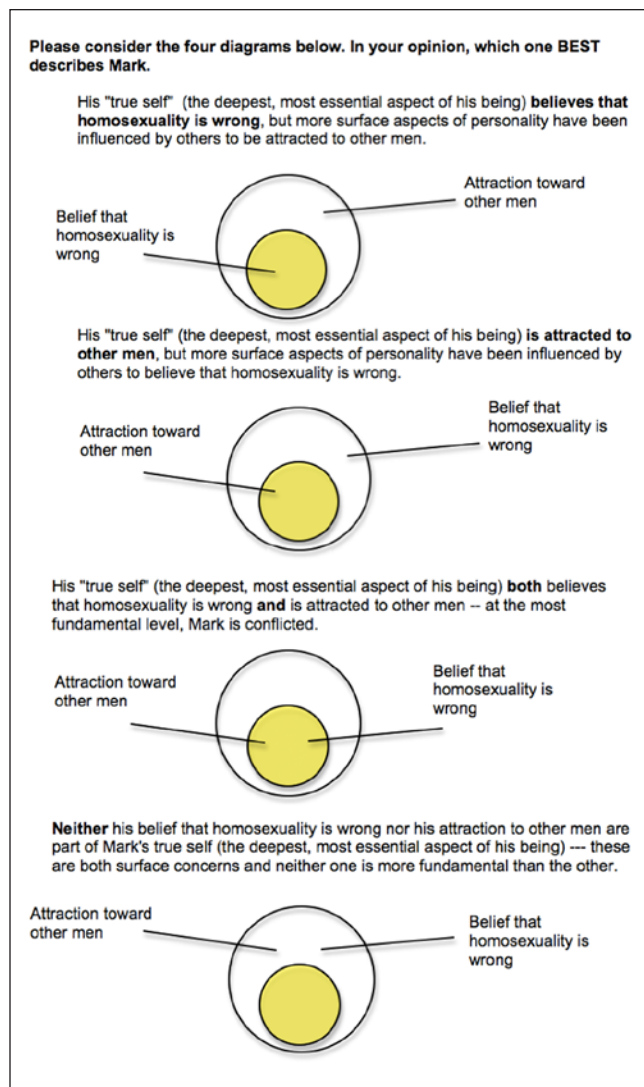 Please consider the four diagrams below. In your opinion, which one BEST
describes Mark.
His "true self" (the deepest, most essential aspect of his being) believes that
homosexuality is wrong, but more surface aspects of personality have been
influenced by others to be attracted to other men.
Attraction toward
other men
Belief that
homosexuality is
wrong
His "true self" (the deepest, most essential aspect of his being) is attracted to
other men, but more surface aspects of personality have been influenced by
others to believe that homosexuality is wrong.
Belief that
homosexuality is
wrong
Attraction toward
other men
His "true self" (the deepest, most essential aspect of his being) both believes
that homosexuality is wrong and is attracted to other men -- at the most
fundamental level, Mark is conflicted.
Attraction toward
other men
Belief that
homosexuality is
wrong
Neither his belief that homosexuality is wrong nor his attraction to other men are
part of Mark's true self (the deepest, most essential aspect of his being) --- these
are both surface concerns and neither one is more fundamental than the other.
Attraction toward
other men
Belief that
homosexuality is
wrong